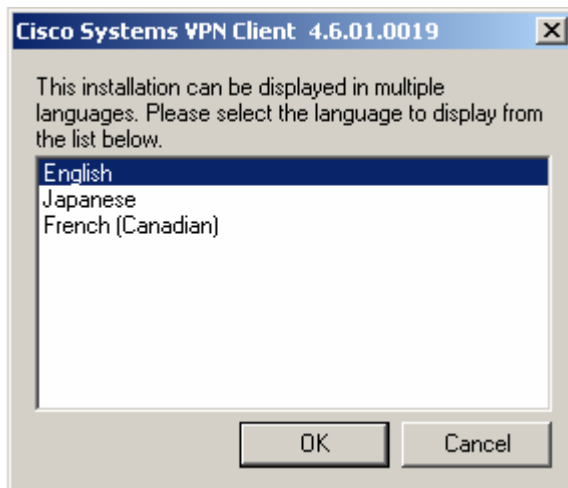 Cisco Systems VPN Client 4.6.01.0019
This installation can be displayed in multiple
languages. Please select the language to display from
the list below.
English
Japanese
French (Canadian)
OK
Cancel